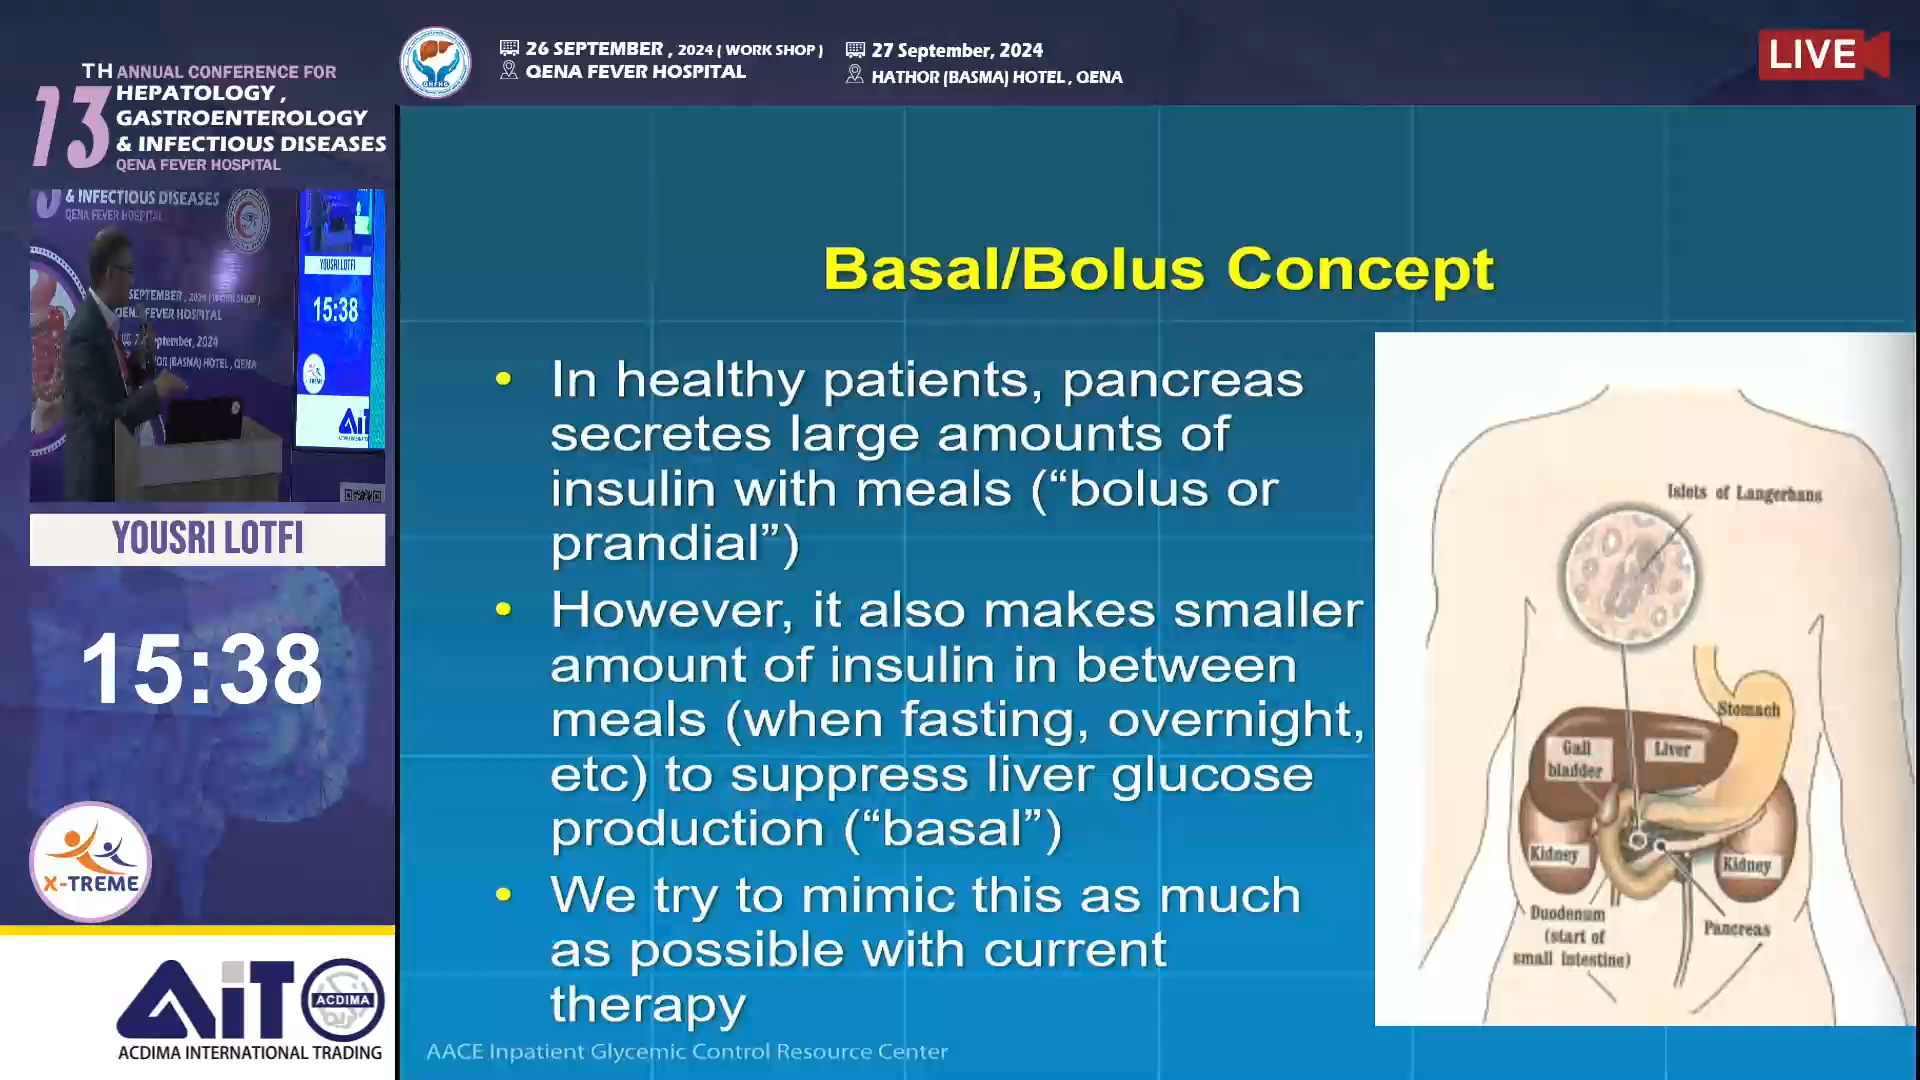 TH ANNUAL CONFERENCE FOR
13 HEPATOLOGY,
GASTROENTEROLOGY
& INFECTIOUS DISEASES
QENA FEVER HOSPITAL
26 SEPTEMBER , 2024 ( WORK SHOP )
QENA FEVER HOSPITAL
27 September, 2024
HATHOR (BASMA) HOTEL , QENA
LIVE
& INFECTIOUS DISEASES
QENA FEVER HOSPITAL
YOUSRI LOTFI
15:38
SEPTEMBER , 2024 ( WORK SHOP )
FEVER HOSPITAL
2024
(BASMA) HOTEL , QENA
X-TREME
YOUSRI LOTFI
15:38
X-TREME
AiTO
ACDIMA
ACDIMA INTERNATIONAL TRADING
Basal/Bolus Concept
• In healthy patients, pancreas
secretes large amounts of
insulin with meals (“bolus or
prandial”)
• However, it also makes smaller
amount of insulin in between
meals (when fasting, overnight,
etc) to suppress liver glucose
production (“basal”)
• We try to mimic this as much
as possible with current
therapy
AACE Inpatient Glycemic Control Resource Center
Islets of Langerhans
Stomach
Gall
bladder
Liver
Kidney
Kidney
Duodenum
(start of
small intestine)
Pancreas